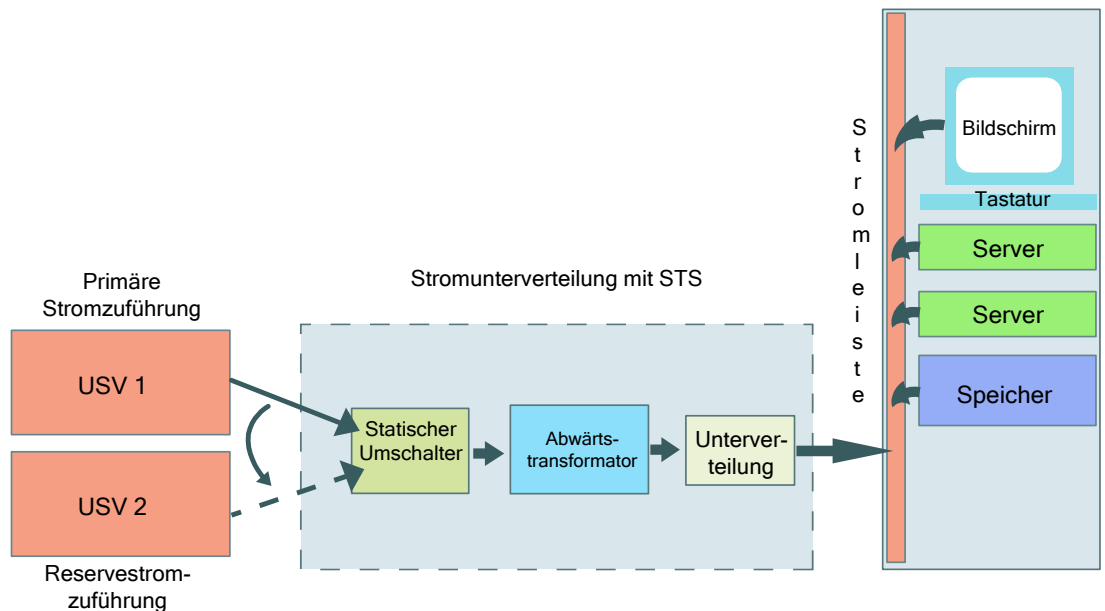 Primäre
Stromzuführung
USV 1
USV 2
Reservestrom-
zuführung
Stromunterverteilung mit STS
Statischer
Umschalter
Abwärts-
transformator
Unterver-
teilung
Stromleiste
Bildschirm
Tastatur
Server
Server
Speicher